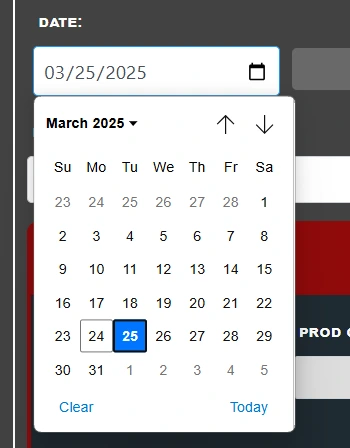 DATE:
03/25/2025
March 2025
Su Mo Tu We Th Fr Sa
23 24 25 26 27 28 1
2 3 4 5 6 7 8
9 10 11 12 13 14 15
16 17 18 19 20 21 22
23 24 25 26 27 28 29
30 31 1 2 3 4 5
PROD
Clear Today